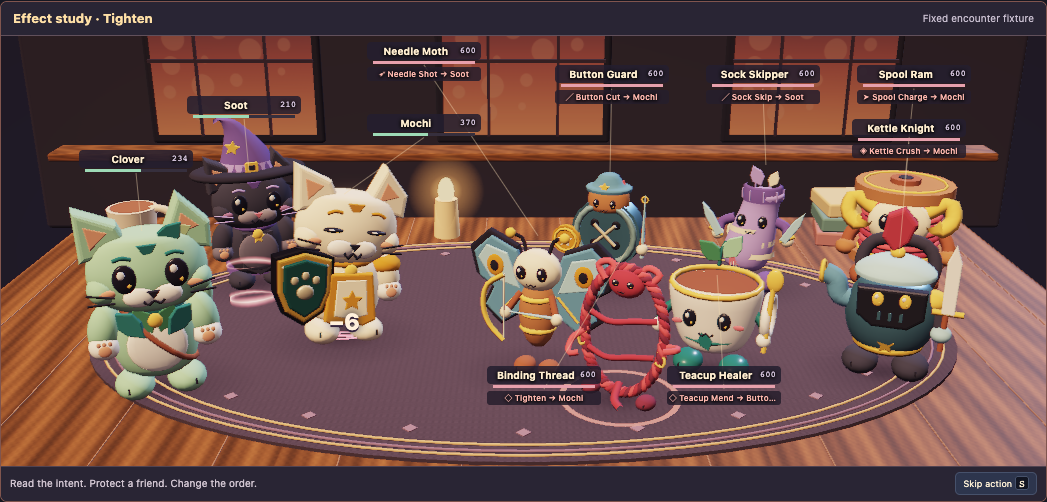 Effect study · Tighten
Fixed encounter fixture
Needle Moth 600
Needle Shot → Soot
Button Guard 600
Button Cut → Mochi
Sock Skipper 600
Sock Skip → Soot
Spool Ram 600
Spool Charge → Mochi
Soot 210
Mochi 370
Kettle Knight 600
Kettle Crush → Mochi
Clover 234
−6
Binding Thread 600
Tighten → Mochi
Teacup Healer 600
Teacup Mend → Butto...
Read the intent. Protect a friend. Change the order.
Skip action S